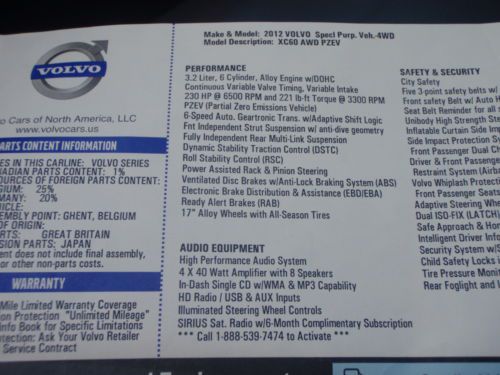 Make & Model: 2012 VOLVO Specl Purp. Veh.-4WD
Model Description: XC60 AWD PZEV
VOLVO
o Cars of North America, LLC
www.volvocars.us
PARTS CONTENT INFORMATION
ES IN THIS CARLINE: VOLVO SERIES
NADIAN PARTS CONTENT: 1%
OURCES OF FOREIGN PARTS CONTENT:
GIUM: 25%
MANY: 20%
HICLE:
EMBLY POINT: GHENT, BELGIUM
OF ORIGIN:
RTS: GREAT BRITAIN
SION PARTS: JAPAN
ent does not include final assembly,
or other non-parts costs.
WARRANTY
Mile Limited Warranty Coverage
on Protection "Unlimited Mileage"
nfo Book for Specific Limitations
otection: Ask Your Volvo Retailer
Service Contract
PERFORMANCE
3.2 Liter, 6 Cylinder, Alloy Engine w/DOHC
Continuous Variable Valve Timing, Variable Intake
230 HP @ 6500 RPM and 221 lb-ft Torque @ 3300 RPM
PZEV (Partial Zero Emissions Vehicle)
6-Speed Auto. Geartronic Trans. w/Adaptive Shift Logic
Fnt Independent Strut Suspension w/ anti-dive geometry
Fully Independent Rear Multi-Link Suspension
Dynamic Stability Traction Control (DSTC)
Roll Stability Control (RSC)
Power Assisted Rack & Pinion Steering
Ventilated Disc Brakes w/Anti-Lock Braking System (ABS)
Electronic Brake Distribution & Assistance (EBD/EBA)
Ready Alert Brakes (RAB)
17" Alloy Wheels with All-Season Tires
AUDIO EQUIPMENT
High Performance Audio System
4 X 40 Watt Amplifier with 8 Speakers
In-Dash Single CD w/WMA & MP3 Capability
HD Radio / USB & AUX Inputs
Illuminated Steering Wheel Controls
SIRIUS Sat. Radio w/6-Month Complimentary Subscription
*** Call 1-888-539-7474 to Activate ***
SAFETY & SECURITY
City Safety
Five 3-point safety belts w/
Front safety Belt w/ Auto H
Seat Belt Reminder for all s
Unibody High Strength Ste
Inflatable Curtain Side Im
Side Impact Protection Sy
Front Passenger Dual Ch
Driver & Front Passenger
Restraint System (Airba
Volvo Whiplash Protectio
Front Passenger Seats
Adaptive Steering Whe
Dual ISO-FIX (LATCH)
Safe Approach & Hom
Intelligent Driver Infor
Security System w/S
Child Safety Locks i
Tire Pressure Monit
Rear Foglight and I